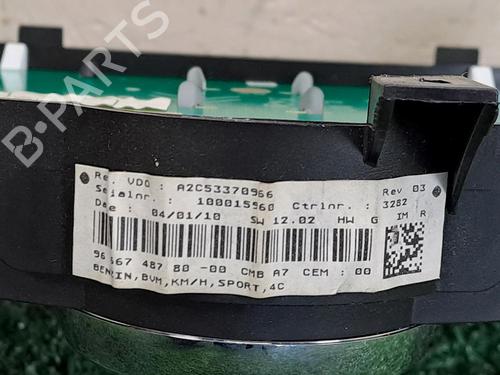 B-PARTS
Ref. VDO : A2C53370966 Rev 03
Serialnr. : 100015960 Ctrlnr. : 3282
Date : 04/01/10 SW 12.02 HW G IM R
96 667 487 80 -00 CMB A7 CEM : 00
BENZIN,BVM,KM/H,SPORT,4C